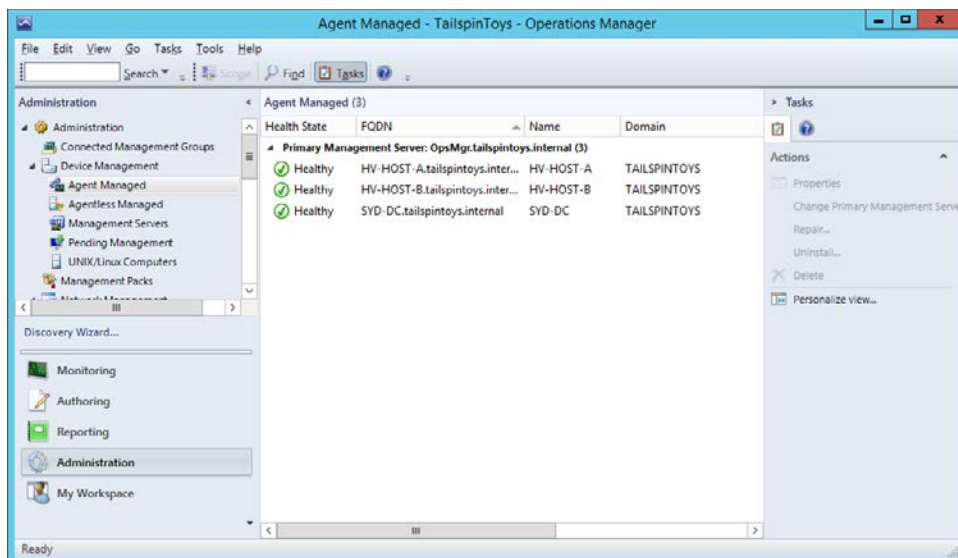 Agent Managed - TailspinToys - Operations Manager
File Edit View Go Tasks Tools Help
Search Scope Find Tasks
Administration
Administration
Connected Management Groups
Device Management
Agent Managed
Agentless Managed
Management Servers
Pending Management
UNIX/Linux Computers
Management Packs
Network Management
Discovery Wizard...
Monitoring
Authoring
Reporting
Administration
My Workspace
Agent Managed (3)
Health State FQDN Name Domain
Primary Management Server: OpsMgr.tailspintoys.internal (3)
Healthy HV-HOST-A.tailspintoys.inter... HV-HOST-A TAILSPINTOYS
Healthy HV-HOST-B.tailspintoys.inter... HV-HOST-B TAILSPINTOYS
Healthy SYD-DC.tailspintoys.internal SYD-DC TAILSPINTOYS
Tasks
Actions
Properties
Change Primary Management Serve
Repair...
Uninstall...
Delete
Personalize view...
Ready